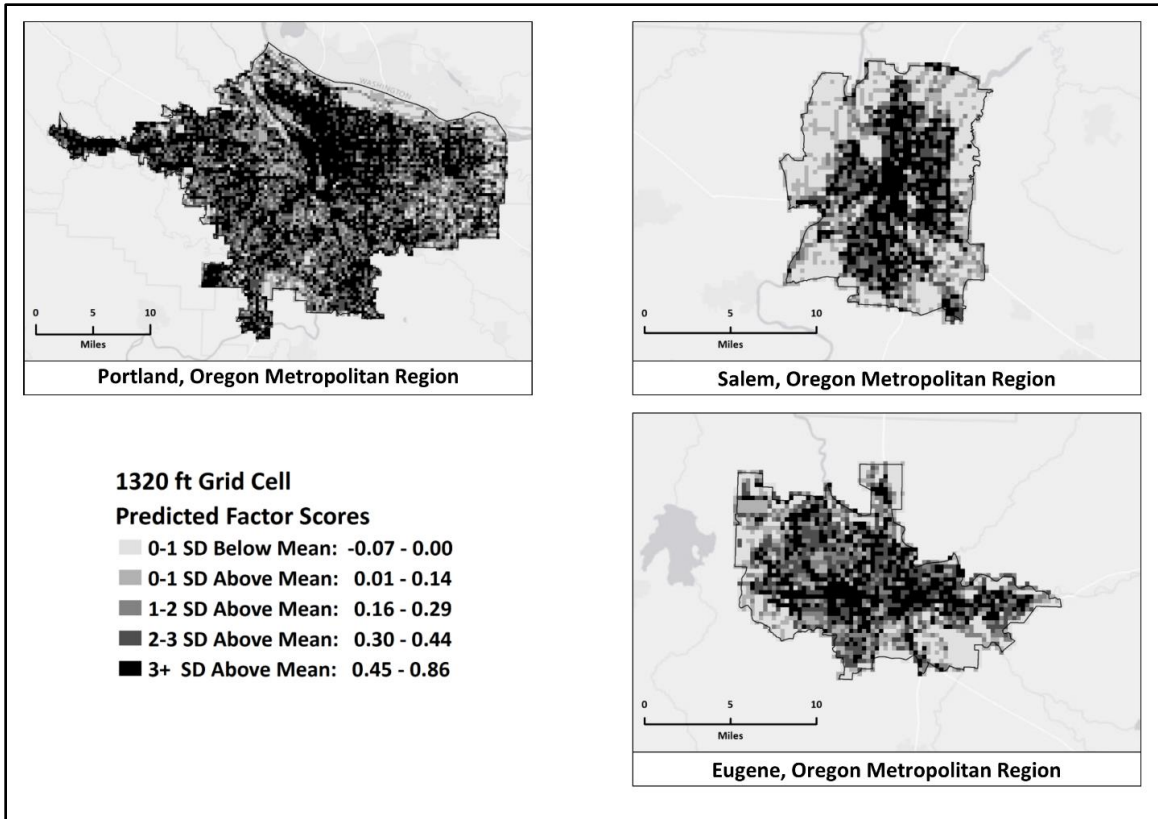 WASHINGTON
0 5 10
Miles
Portland, Oregon Metropolitan Region
0 5 10
Miles
Salem, Oregon Metropolitan Region
1320 ft Grid Cell
Predicted Factor Scores
0-1 SD Below Mean: -0.07 - 0.00
0-1 SD Above Mean: 0.01 - 0.14
1-2 SD Above Mean: 0.16 - 0.29
2-3 SD Above Mean: 0.30 - 0.44
3+ SD Above Mean: 0.45 - 0.86
0 5 10
Miles
Eugene, Oregon Metropolitan Region